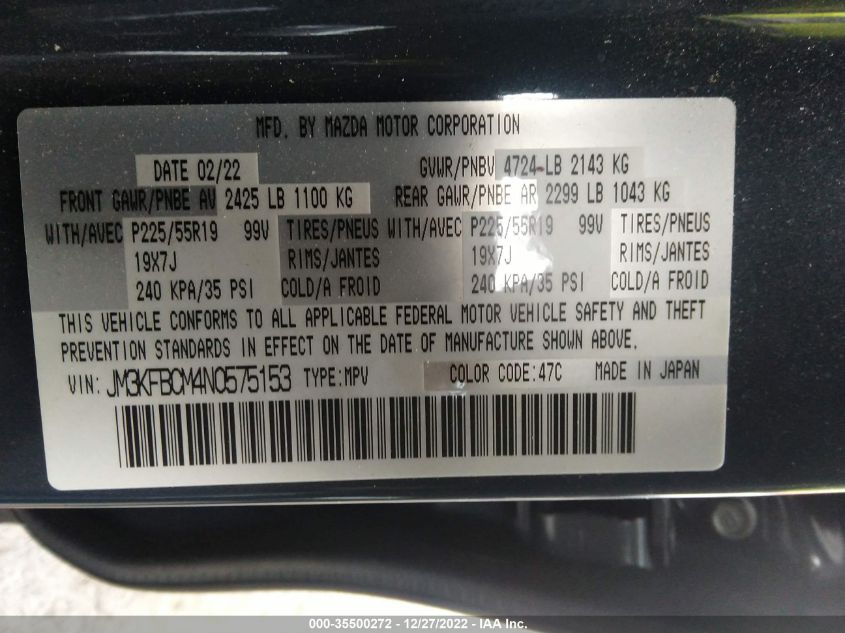 MFD. BY MAZDA MOTOR CORPORATION
DATE 02/22 GVWR/PNBV 4724 LB 2143 KG
FRONT GAWR/PNBE AV 2425 LB 1100 KG REAR GAWR/PNBE AR 2299 LB 1043 KG
WITH/AVEC P225/55R19 99V TIRES/PNEUS WITH/AVEC P225/55R19 99V TIRES/PNEUS
19X7J RIMS/JANTES 19X7J RIMS/JANTES
240 KPA/35 PSI COLD/A FROID 240 KPA/35 PSI COLD/A FROID
THIS VEHICLE CONFORMS TO ALL APPLICABLE FEDERAL MOTOR VEHICLE SAFETY AND THEFT
PREVENTION STANDARDS IN EFFECT ON THE DATE OF MANUFACTURE SHOWN ABOVE.
VIN: JM3KFBCM4N0575153 TYPE:MPV COLOR CODE:47C MADE IN JAPAN
000-35500272 - 12/27/2022 - IAA Inc.